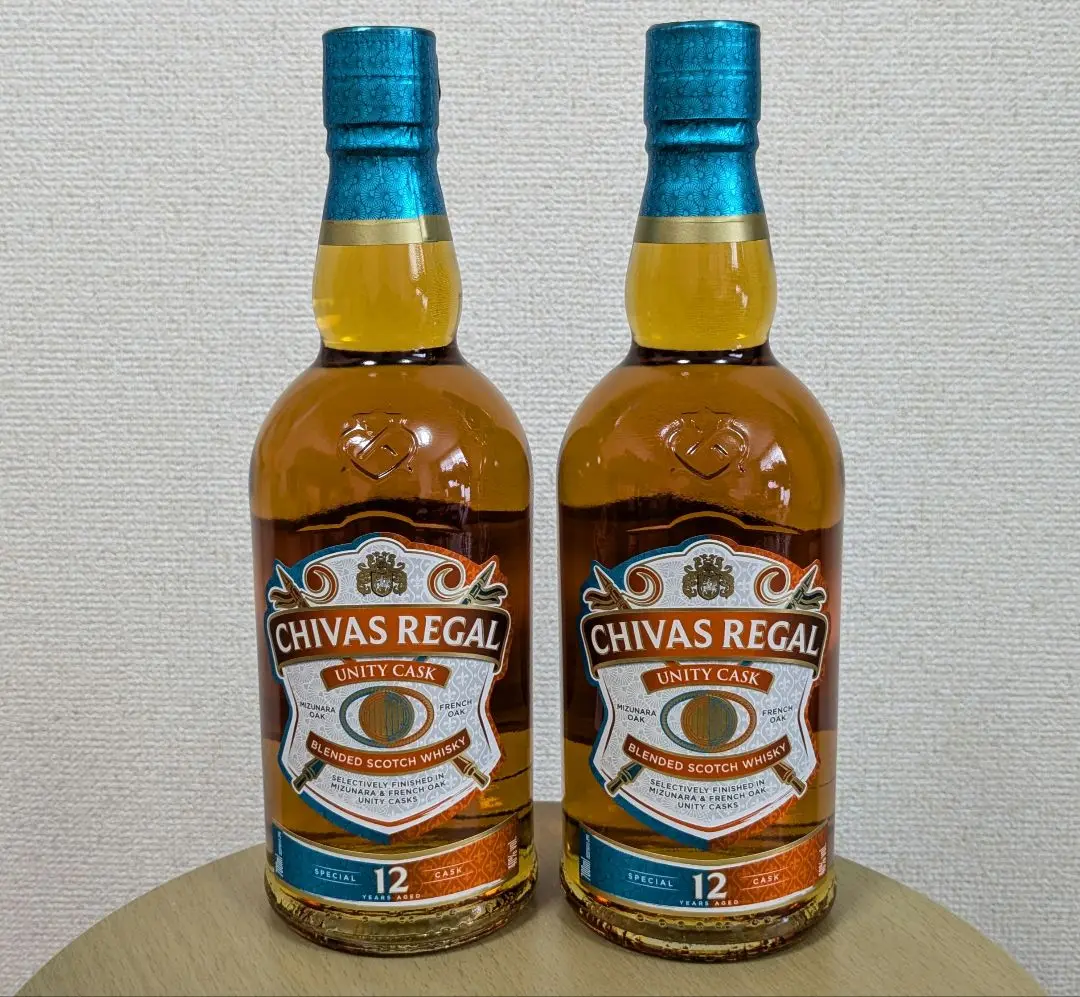 CHIVAS REGAL
UNITY CASK
MIZUNARA
OAK
FRENCH
OAK
BLENDED SCOTCH WHISKY
SELECTIVELY FINISHED IN
MIZUNARA & FRENCH OAK
UNITY CASKS
700ml
SPECIAL 12 CASK
YEARS AGED
CHIVAS REGAL
UNITY CASK
MIZUNARA
OAK
FRENCH
OAK
BLENDED SCOTCH WHISKY
SELECTIVELY FINISHED IN
MIZUNARA & FRENCH OAK
UNITY CASKS
700ml
SPECIAL 12 CASK
YEARS AGED